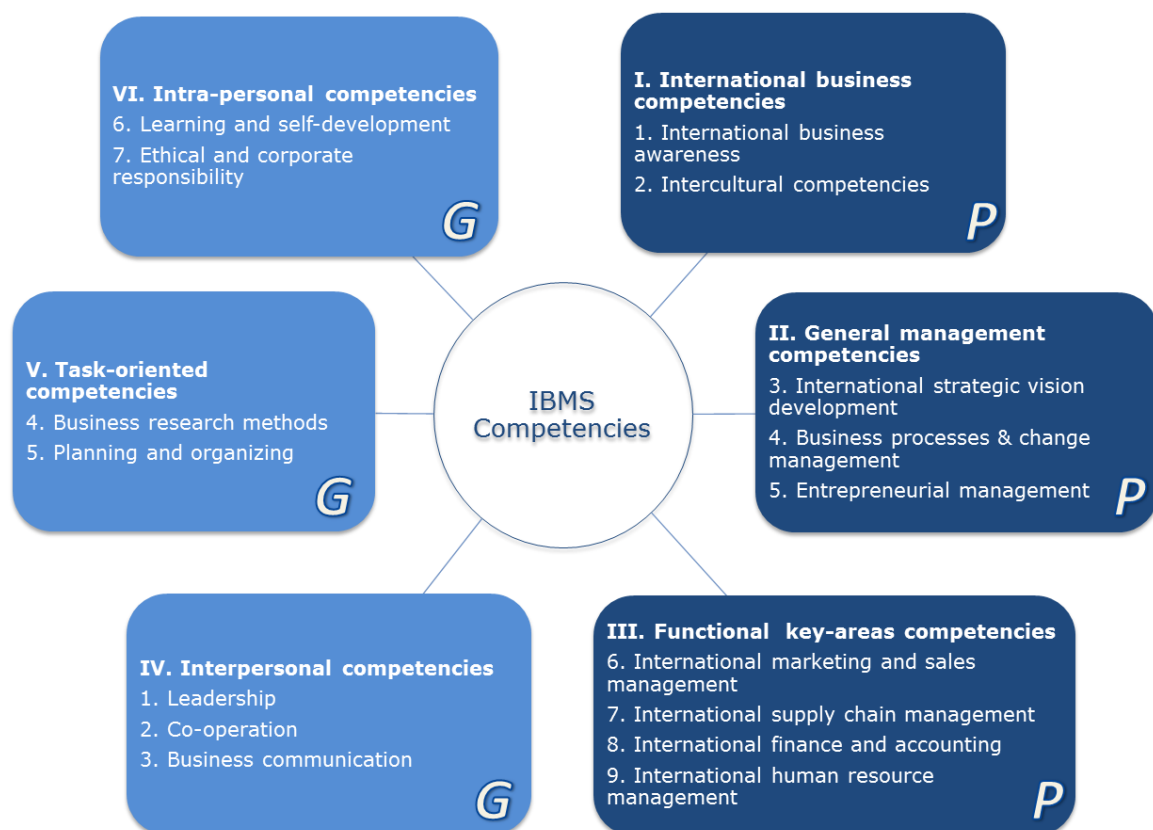 VI. Intra-personal competencies
6. Learning and self-development
7. Ethical and corporate
responsibility
G
I. International business
competencies
1. International business
awareness
2. Intercultural competencies
P
V. Task-oriented
competencies
4. Business research methods
5. Planning and organizing
G
IBMS
Competencies
II. General management
competencies
3. International strategic vision
development
4. Business processes & change
management
5. Entrepreneurial management
P
IV. Interpersonal competencies
1. Leadership
2. Co-operation
3. Business communication
G
III. Functional key-areas competencies
6. International marketing and sales
management
7. International supply chain management
8. International finance and accounting
9. International human resource
management
P